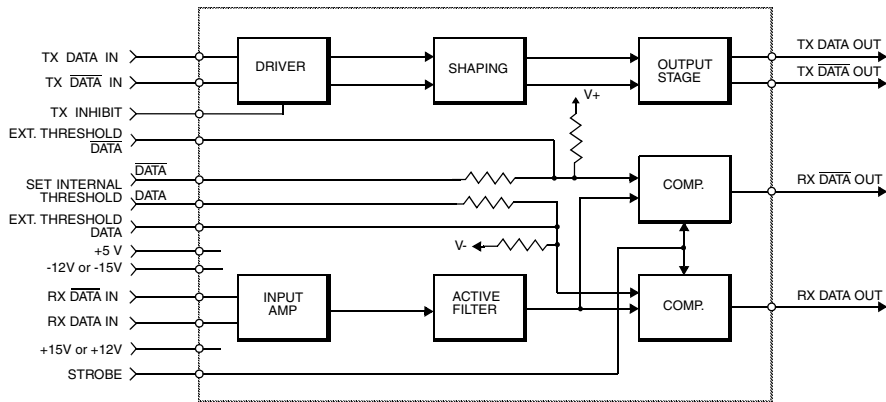 TX DATA IN
TX DATA IN
TX INHIBIT
EXT. THRESHOLD
DATA
DATA
SET INTERNAL
THRESHOLD DATA
EXT. THRESHOLD
DATA
+5 V
-12V or -15V
RX DATA IN
RX DATA IN
+15V or +12V
STROBE
DRIVER
SHAPING
OUTPUT
STAGE
V+
V-
COMP.
INPUT
AMP
ACTIVE
FILTER
COMP.
TX DATA OUT
TX DATA OUT
RX DATA OUT
RX DATA OUT